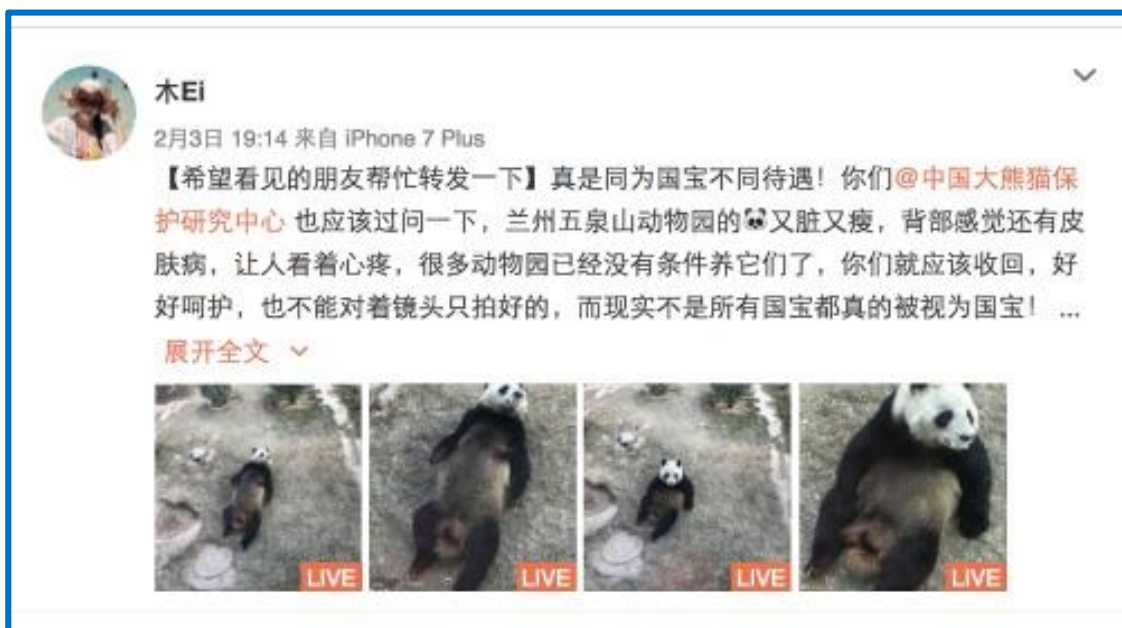 木Ei
2月3日 19:14 来自 iPhone 7 Plus
【希望看见的朋友帮忙转发一下】真是同为国宝不同待遇！你们@中国大熊猫保
护研究中心 也应该过问一下，兰州五泉山动物园的🐼又脏又瘦，背部感觉还有皮
肤病，让人看着心疼，很多动物园已经没有条件养它们了，你们就应该收回，好
好呵护，也不能对着镜头只拍好的，而现实不是所有国宝都真的被视为国宝！ ...
展开全文
LIVE
LIVE
LIVE
LIVE